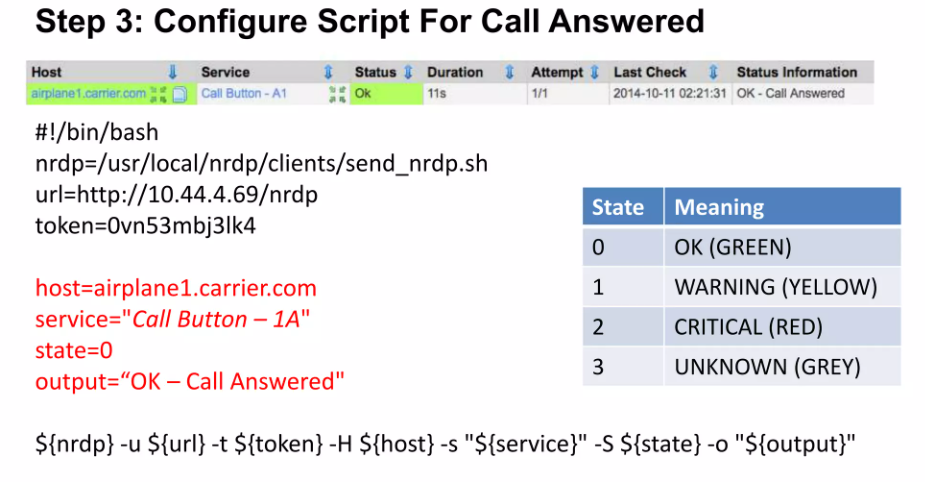 Step 3: Configure Script For Call Answered
Host Service Status Duration Attempt Last Check Status Information
airplane1.carrier.com Call Button - A1 Ok 11s 1/1 2014-10-11 02:21:31 OK - Call Answered
#!/bin/bash
nrdp=/usr/local/nrdp/clients/send_nrdp.sh
url=http://10.44.4.69/nrdp
token=0vn53mbj3lk4
host=airplane1.carrier.com
service="Call Button – 1A"
state=0
output=“OK – Call Answered"
State Meaning
0 OK (GREEN)
1 WARNING (YELLOW)
2 CRITICAL (RED)
3 UNKNOWN (GREY)
${nrdp} -u ${url} -t ${token} -H ${host} -s "${service}" -S ${state} -o "${output}"